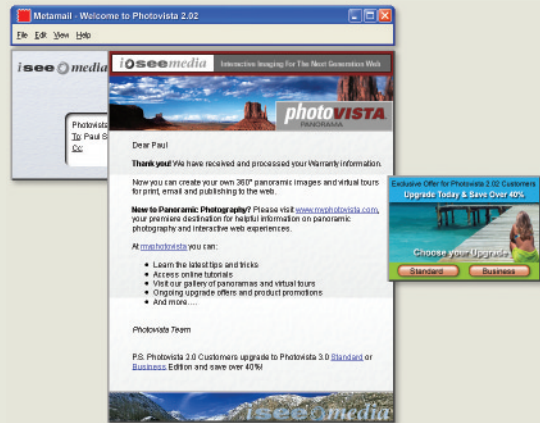 Metamail - Welcome to Photovista 2.02
File Edit View Help
iseemedia
Photovista
To: Paul S
Cc:
iseemedia Interactive Imaging For The Next Generation Web
photoVISTA
PANORAMA
Dear Paul
Thank you! We have received and processed your Warranty information.
Now you can create your own 360° panoramic images and virtual tours
for print, email and publishing to the web.
New to Panoramic Photography? Please visit www.myphotovista.com,
your premiere destination for helpful information on panoramic
photography and interactive web experiences.
At myphotovista you can:
• Learn the latest tips and tricks
• Access online tutorials
• Visit our gallery of panoramas and virtual tours
• Ongoing upgrade offers and product promotions
• And more....
Photovista Team
P.S. Photovista 2.0 Customers upgrade to Photovista 3.0 Standard or
Business Edition and save over 40%!
iseemedia
Exclusive Offer for Photovista 2.02 Customers
Upgrade Today & Save Over 40%
Choose your Upgrade
Standard Business